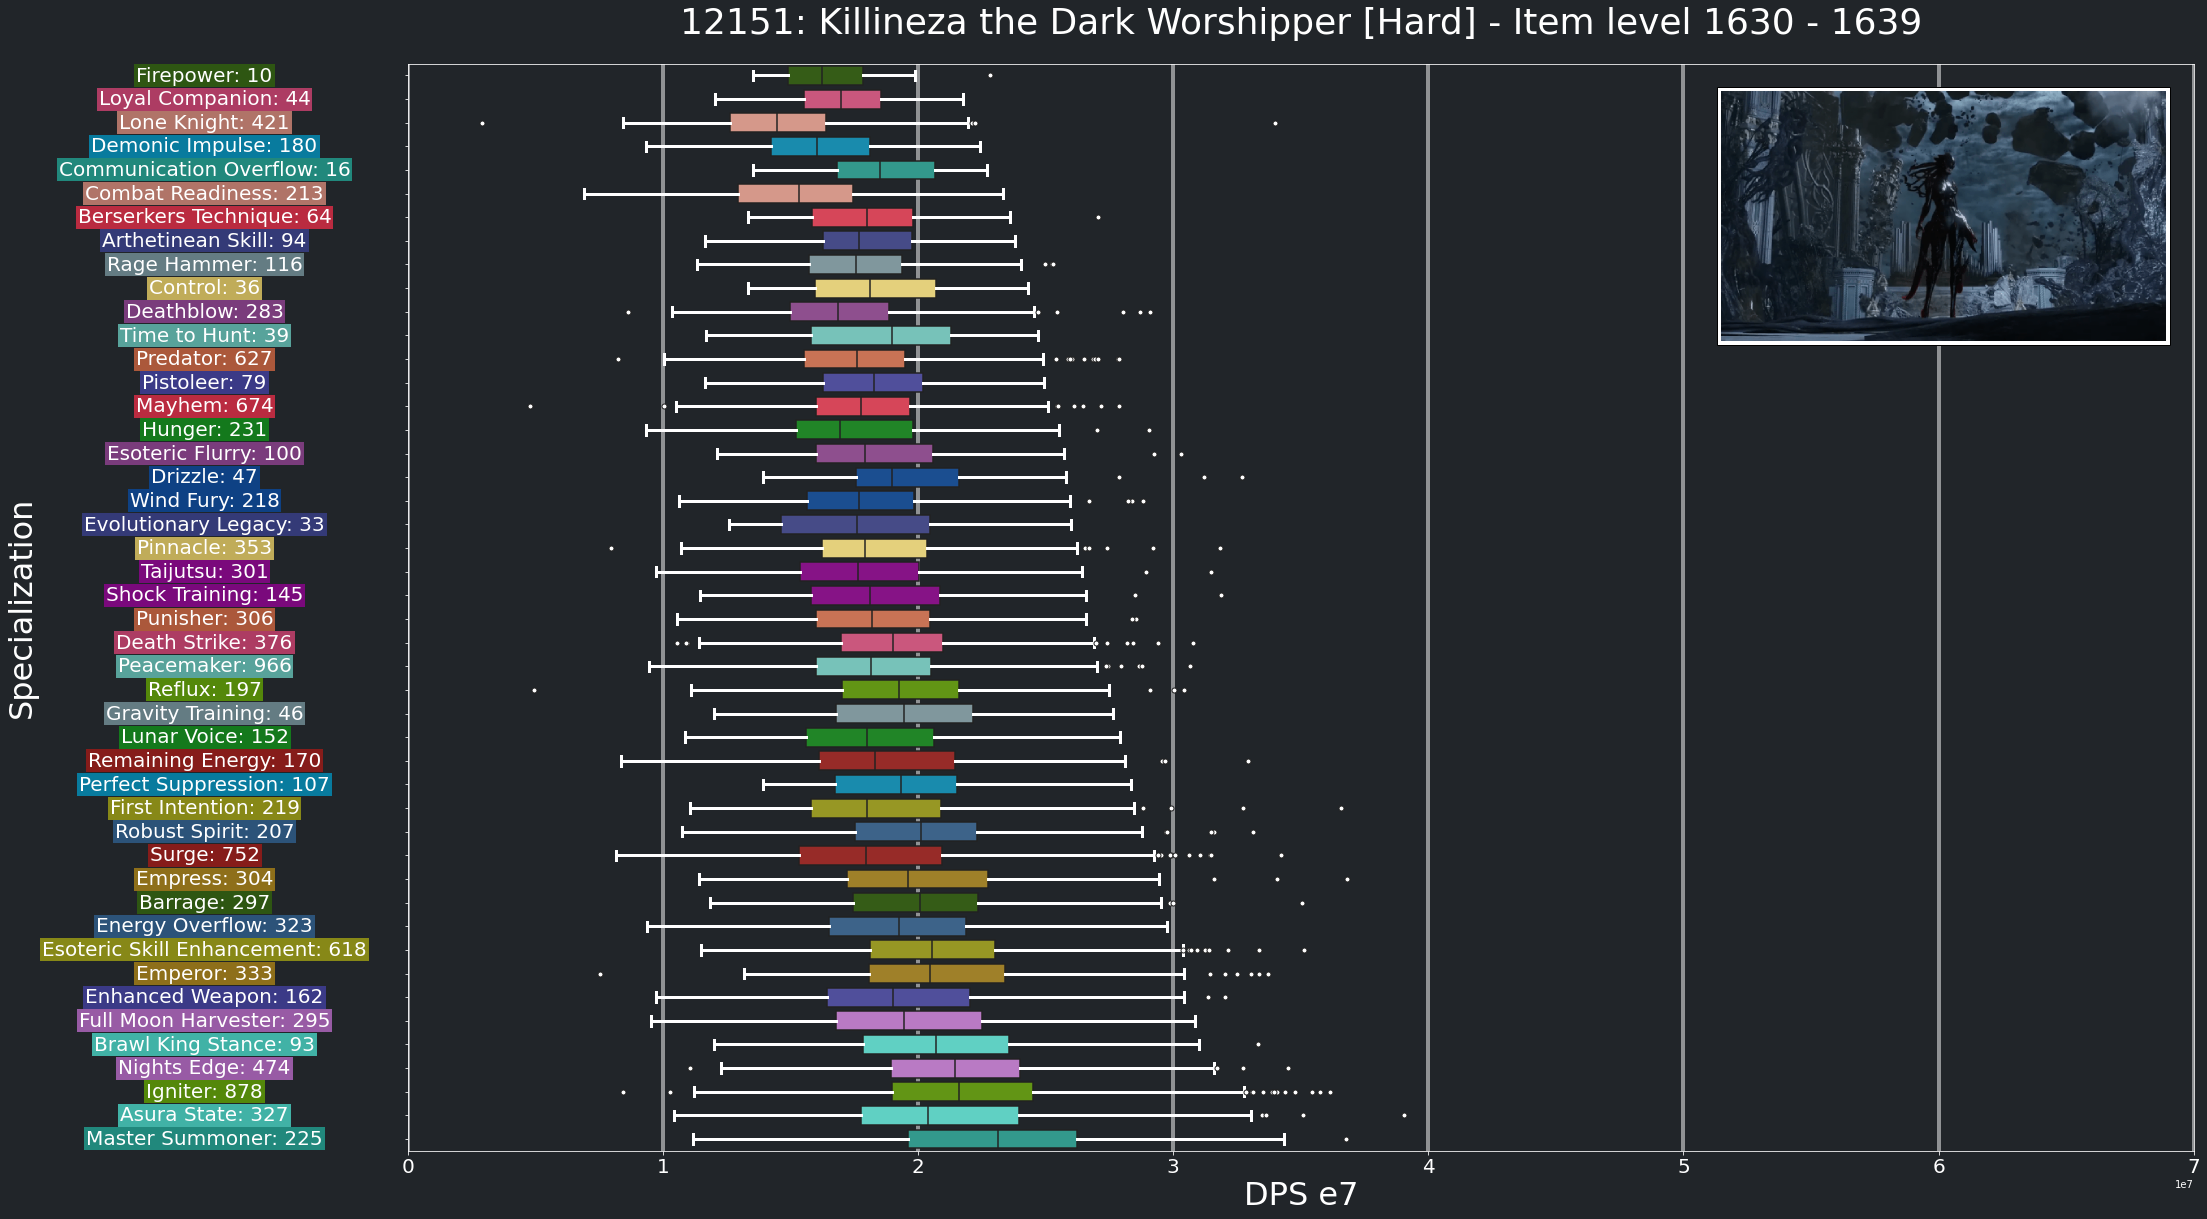 12151: Killineza the Dark Worshipper [Hard] - Item level 1630 - 1639
Specialization
Firepower: 10
Loyal Companion: 44
Lone Knight: 421
Demonic Impulse: 180
Communication Overflow: 16
Combat Readiness: 213
Berserkers Technique: 64
Arthetinean Skill: 94
Rage Hammer: 116
Control: 36
Deathblow: 283
Time to Hunt: 39
Predator: 627
Pistoleer: 79
Mayhem: 674
Hunger: 231
Esoteric Flurry: 100
Drizzle: 47
Wind Fury: 218
Evolutionary Legacy: 33
Pinnacle: 353
Taijutsu: 301
Shock Training: 145
Punisher: 306
Death Strike: 376
Peacemaker: 966
Reflux: 197
Gravity Training: 46
Lunar Voice: 152
Remaining Energy: 170
Perfect Suppression: 107
First Intention: 219
Robust Spirit: 207
Surge: 752
Empress: 304
Barrage: 297
Energy Overflow: 323
Esoteric Skill Enhancement: 618
Emperor: 333
Enhanced Weapon: 162
Full Moon Harvester: 295
Brawl King Stance: 93
Nights Edge: 474
Igniter: 878
Asura State: 327
Master Summoner: 225
0 1 2 3 4 5 6 7
1e7
DPS e7